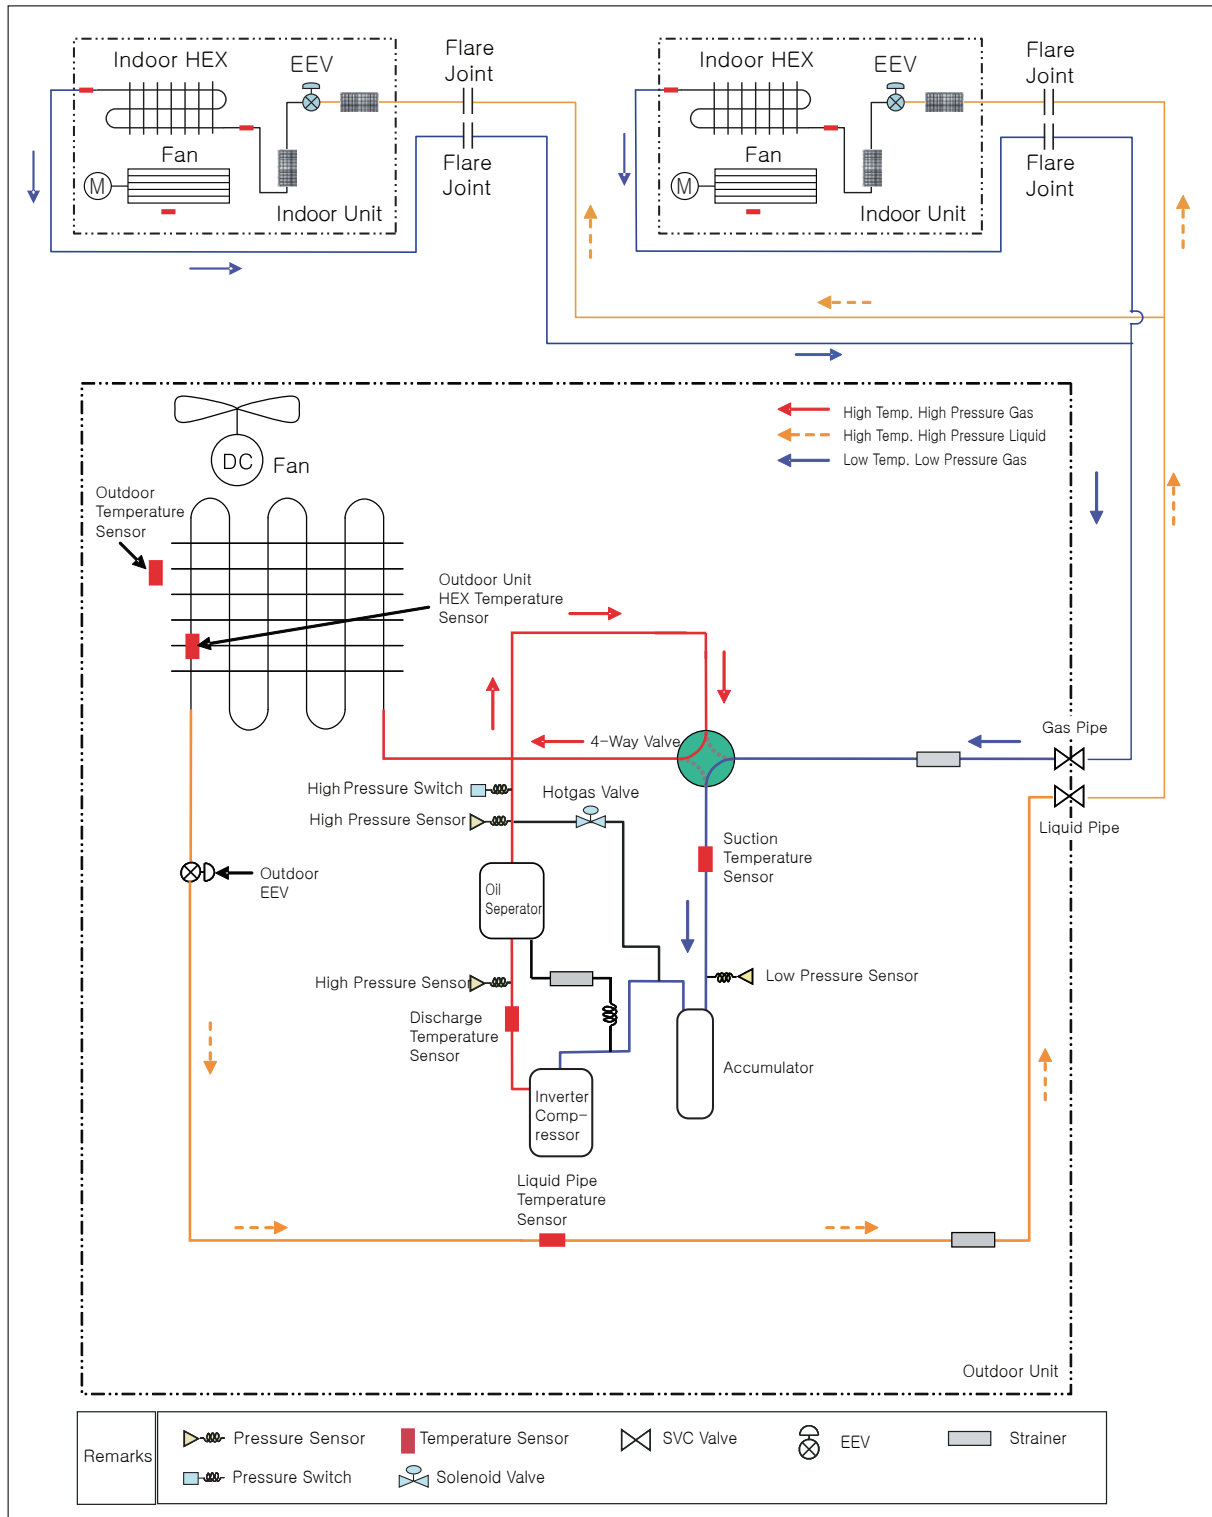 Indoor HEX
EEV
Flare
Joint
Fan
M
Flare
Joint
Indoor Unit
Indoor HEX
EEV
Flare
Joint
Fan
M
Flare
Joint
Indoor Unit
High Temp. High Pressure Gas
High Temp. High Pressure Liquid
Low Temp. Low Pressure Gas
DC
Fan
Outdoor
Temperature
Sensor
Outdoor Unit
HEX Temperature
Sensor
4-Way Valve
Gas Pipe
High Pressure Switch
Hotgas Valve
High Pressure Sensor
Liquid Pipe
Suction
Temperature
Sensor
Outdoor
EEV
Oil
Seperator
High Pressure Sensor
Low Pressure Sensor
Discharge
Temperature
Sensor
Accumulator
Inverter
Comp-
ressor
Liquid Pipe
Temperature
Sensor
Outdoor Unit
Remarks
Pressure Sensor
Temperature Sensor
SVC Valve
EEV
Strainer
Pressure Switch
Solenoid Valve